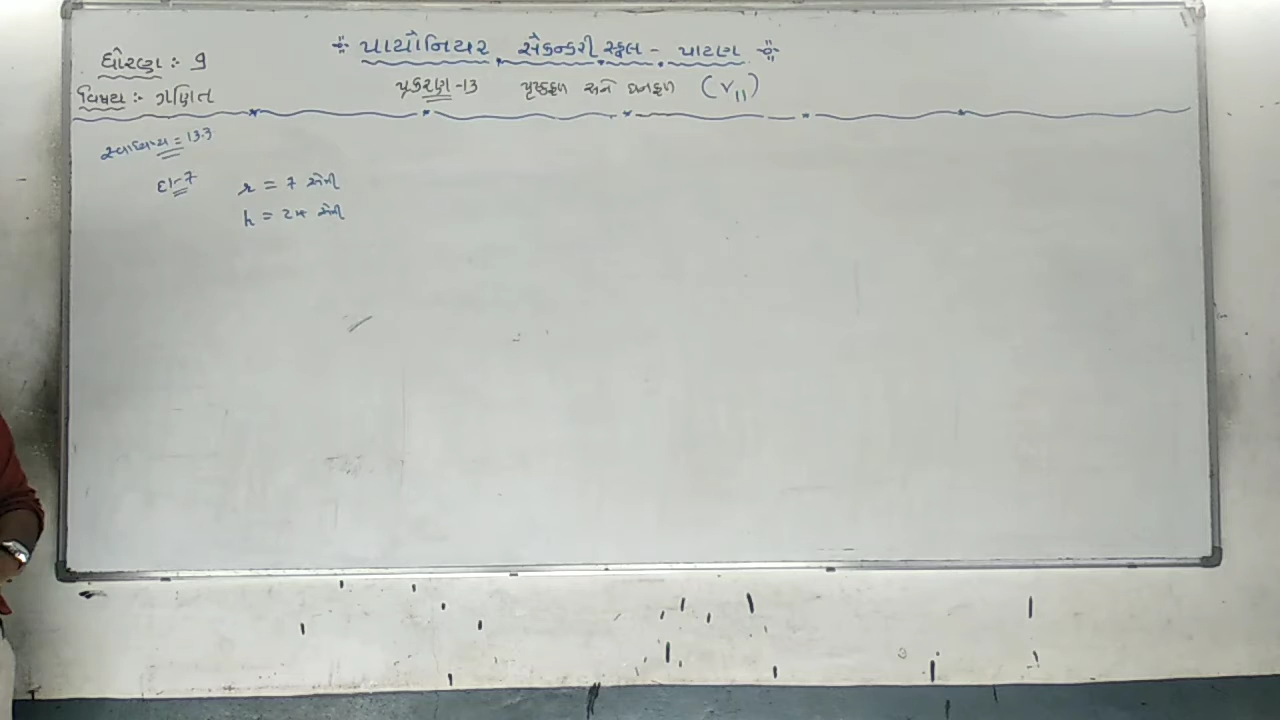 પાયોનિયર સેકન્ડરી સ્કૂલ - પાટણ
ધોરણ :- 9
પ્રકરણ-13 પૃષ્ઠફળ અને ઘનફળ (V11)
વિષય :- ગણિત
સ્વાધ્યાય = 13.3
દા-7
r = 7 સેમી
h = 24 સેમી